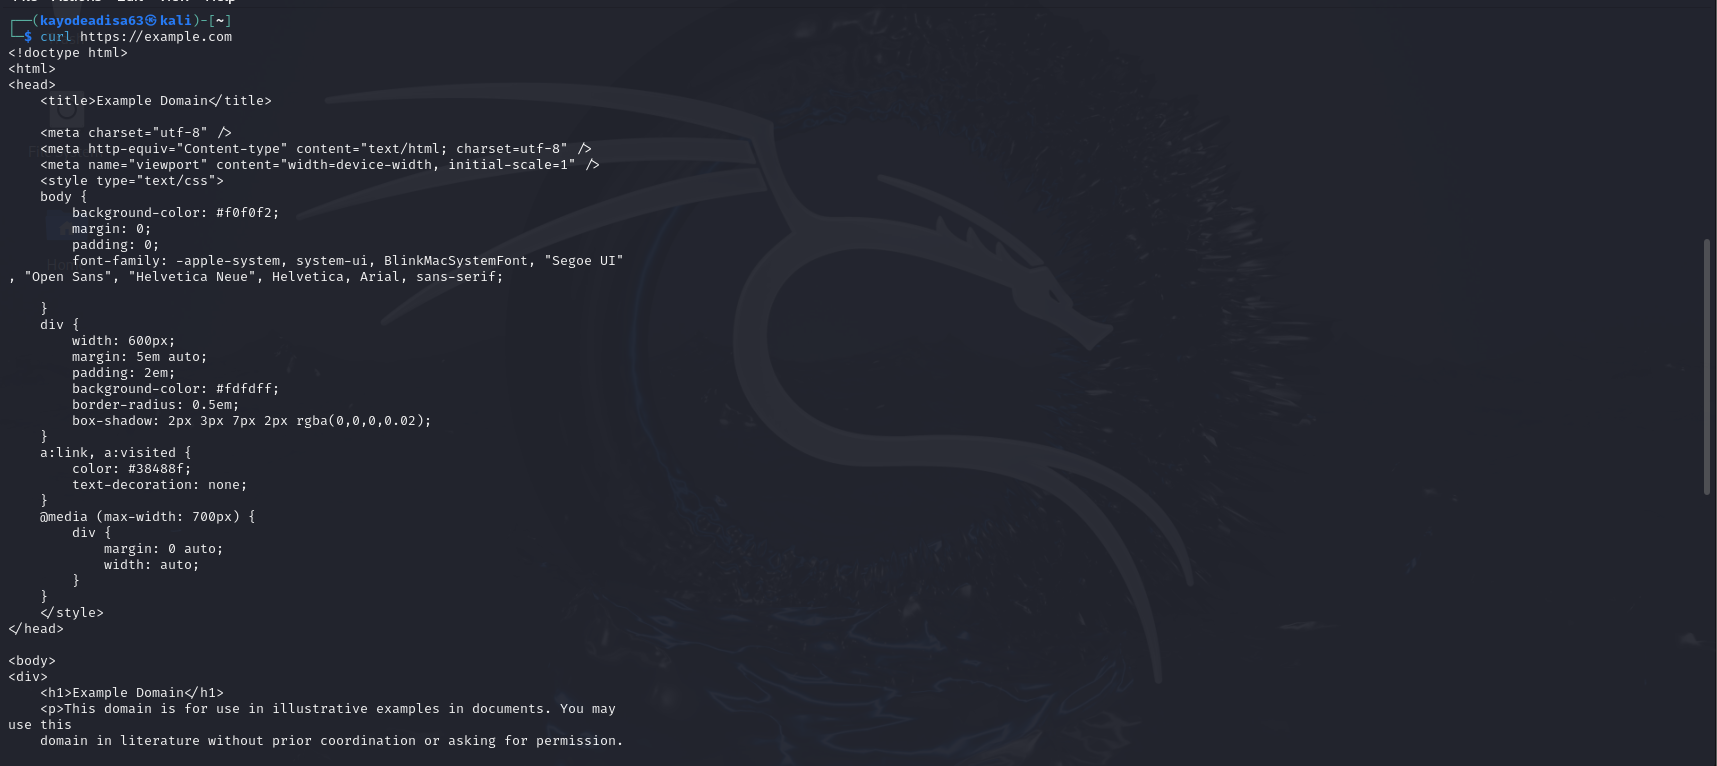 ┌──(kayodeadisa63㉿kali)-[~]
└─$ curl https://example.com
<!doctype html>
<html>
<head>
    <title>Example Domain</title>

    <meta charset="utf-8" />
    <meta http-equiv="Content-type" content="text/html; charset=utf-8" />
    <meta name="viewport" content="width=device-width, initial-scale=1" />
    <style type="text/css">
    body {
        background-color: #f0f0f2;
        margin: 0;
        padding: 0;
        font-family: -apple-system, system-ui, BlinkMacSystemFont, "Segoe UI"
, "Open Sans", "Helvetica Neue", Helvetica, Arial, sans-serif;

    }
    div {
        width: 600px;
        margin: 5em auto;
        padding: 2em;
        background-color: #fdfdff;
        border-radius: 0.5em;
        box-shadow: 2px 3px 7px 2px rgba(0,0,0,0.02);
    }
    a:link, a:visited {
        color: #38488f;
        text-decoration: none;
    }
    @media (max-width: 700px) {
        div {
            margin: 0 auto;
            width: auto;
        }
    }
    </style>
</head>

<body>
<div>
    <h1>Example Domain</h1>
    <p>This domain is for use in illustrative examples in documents. You may
use this
    domain in literature without prior coordination or asking for permission.